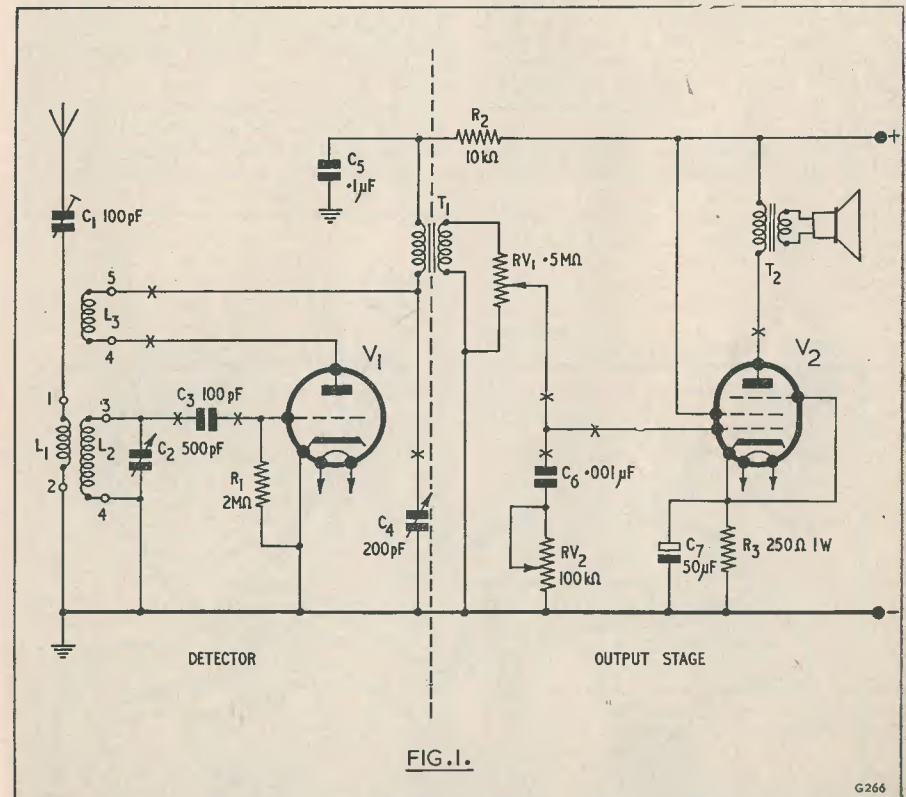 R2
10kΩ
C5
·1μF
T1
C1 100pF
RV1 ·5MΩ
T2
5
L3
4
V1
V2
C3 100pF
1
3
L1
L2
C2 500pF
2
4
R1
2MΩ
C4
200pF
C6 ·001μF
RV2
100kΩ
C7
50μF
R3 250Ω 1W
+
−
DETECTOR
OUTPUT STAGE
FIG.1.
G266